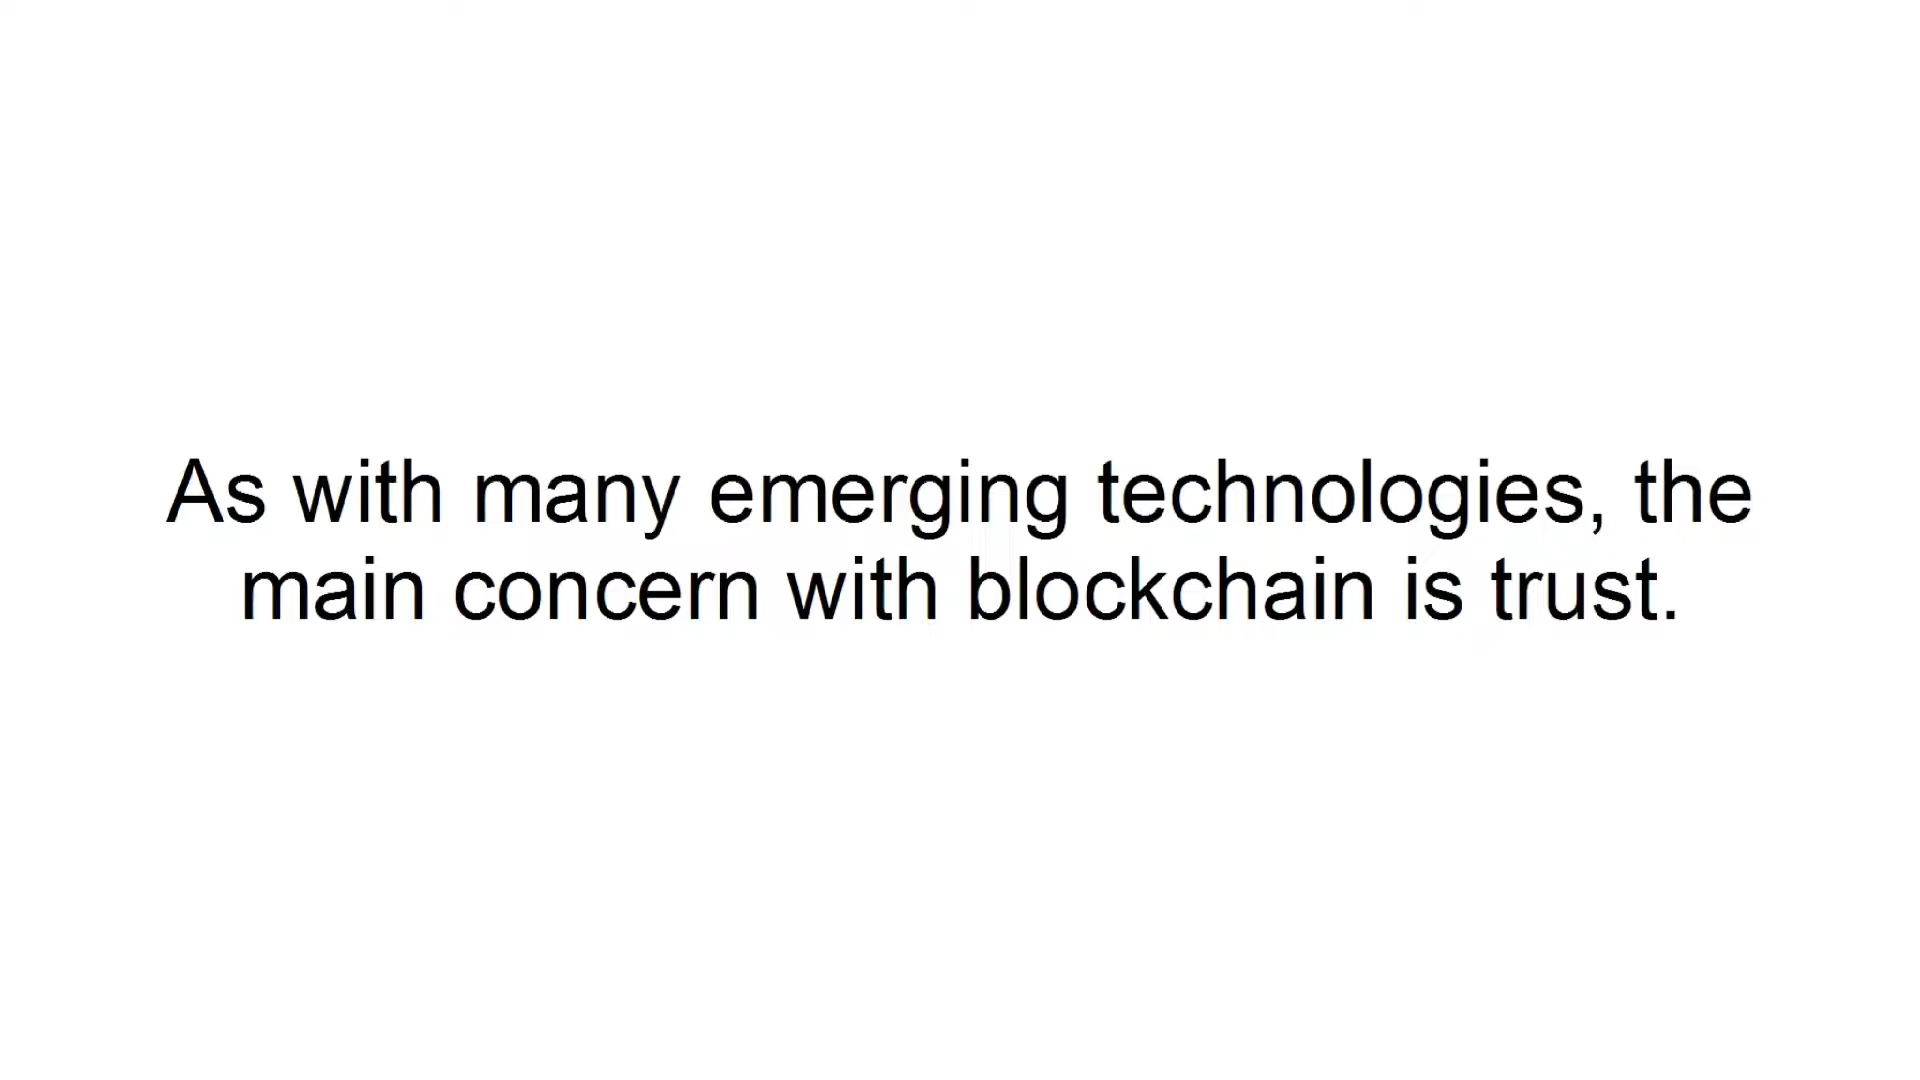 As with many emerging technologies, the
main concern with blockchain is trust.